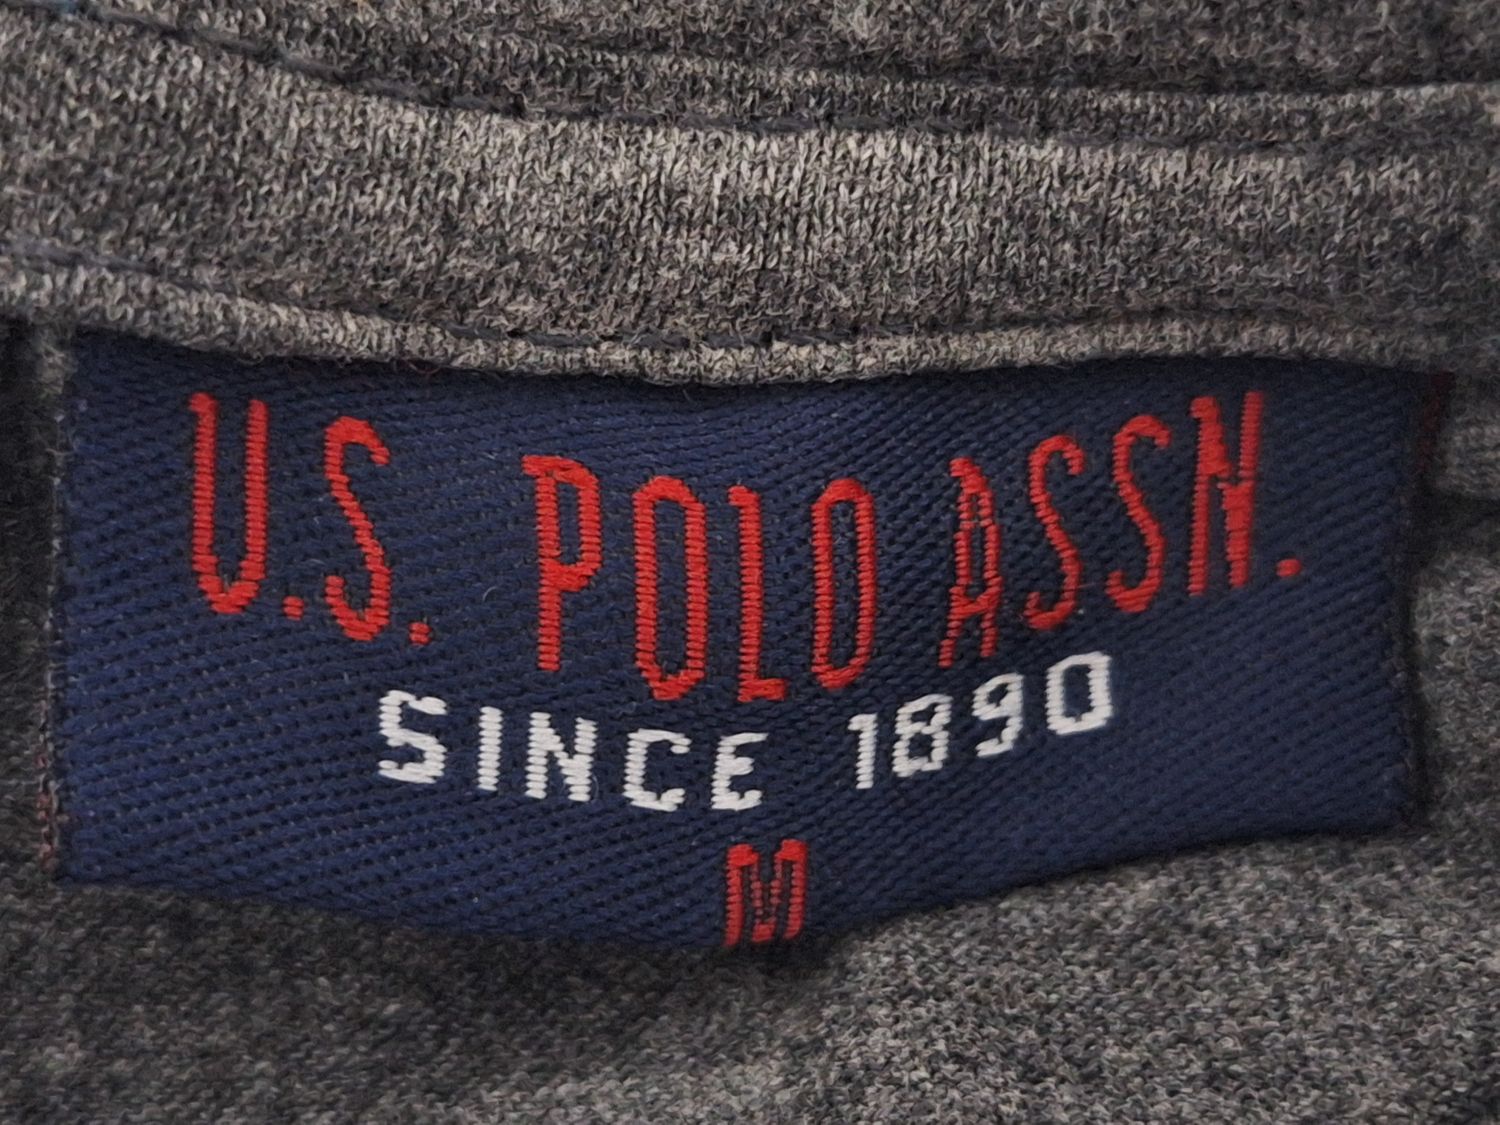 U.S. POLO ASSN.
SINCE 1890
M